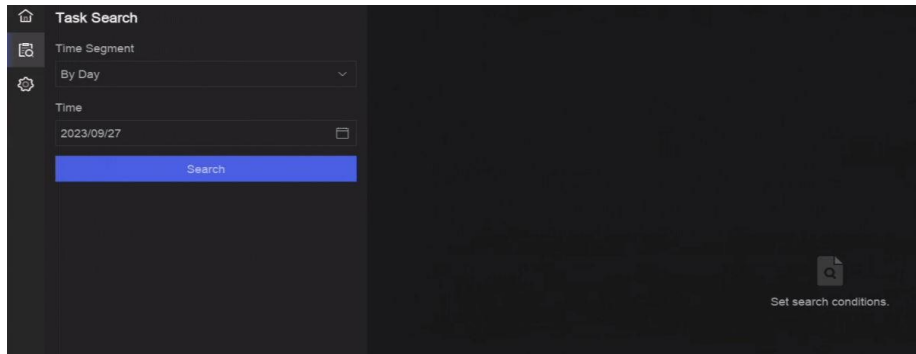 Task Search
Time Segment
By Day
Time
2023/09/27
Search
Set search conditions.